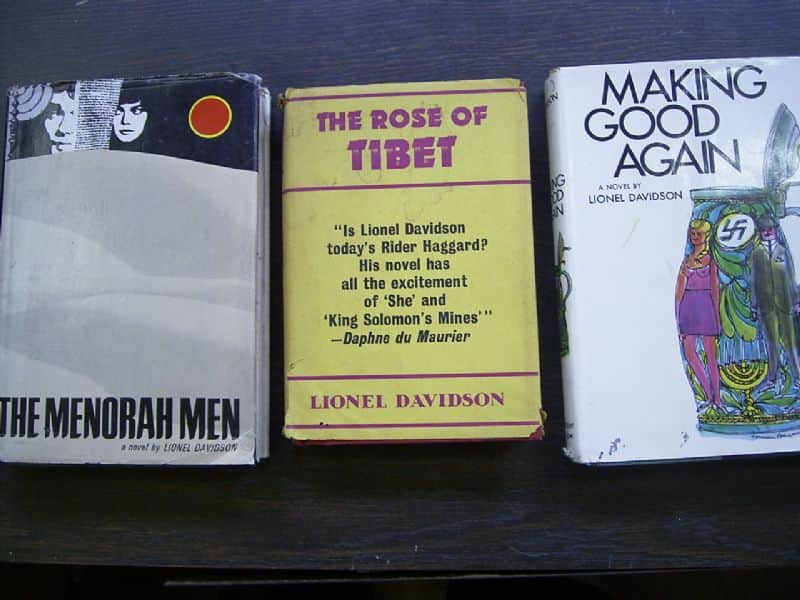 THE MENORAH MEN
a novel by LIONEL DAVIDSON
THE ROSE OF
TIBET
"Is Lionel Davidson
today's Rider Haggard?
His novel has
all the excitement
of 'She' and
'King Solomon's Mines'"
—Daphne du Maurier
LIONEL DAVIDSON
MAKING
GOOD
AGAIN
A NOVEL BY
LIONEL DAVIDSON